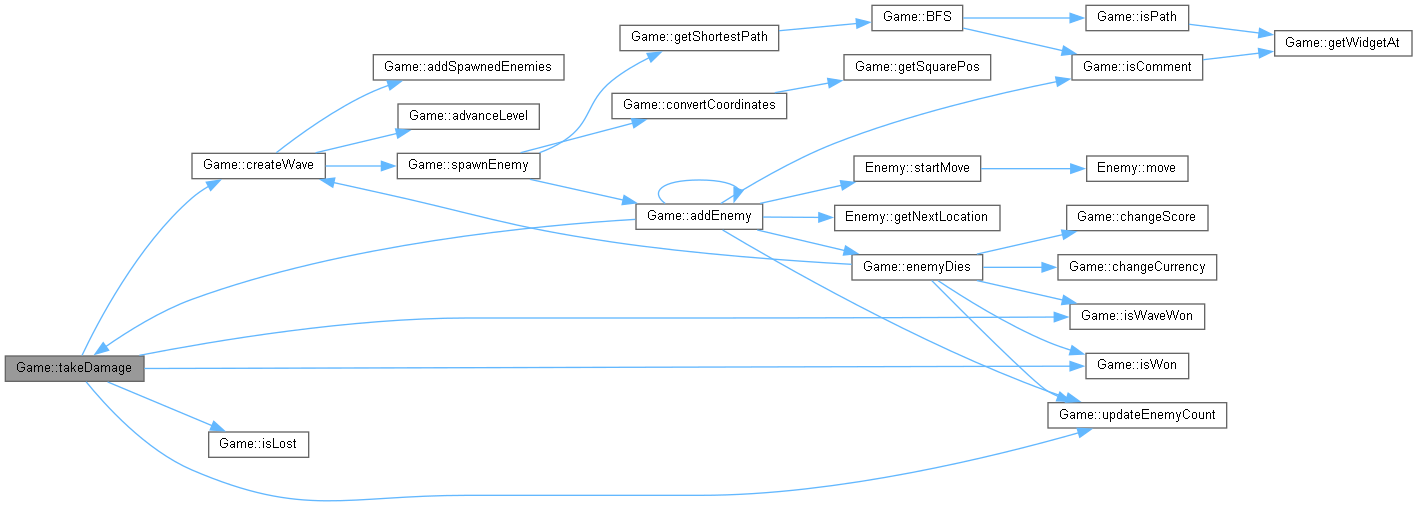 Game::BFS
Game::isPath
Game::getShortestPath
Game::getWidgetAt
Game::addSpawnedEnemies
Game::getSquarePos
Game::isComment
Game::convertCoordinates
Game::advanceLevel
Game::createWave
Game::spawnEnemy
Enemy::startMove
Enemy::move
Game::addEnemy
Enemy::getNextLocation
Game::changeScore
Game::enemyDies
Game::changeCurrency
Game::isWaveWon
Game::takeDamage
Game::isWon
Game::updateEnemyCount
Game::isLost